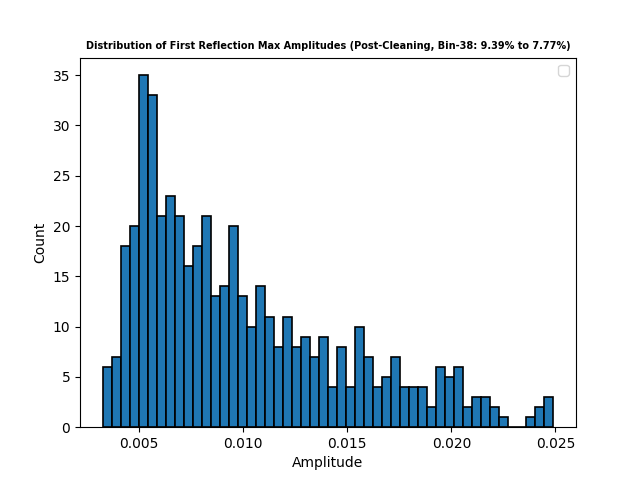 Distribution of First Reflection Max Amplitudes (Post-Cleaning, Bin-38: 9.39% to 7.77%)
35
30
25
20
15
10
5
0
Count
0.005 0.010 0.015 0.020 0.025
Amplitude